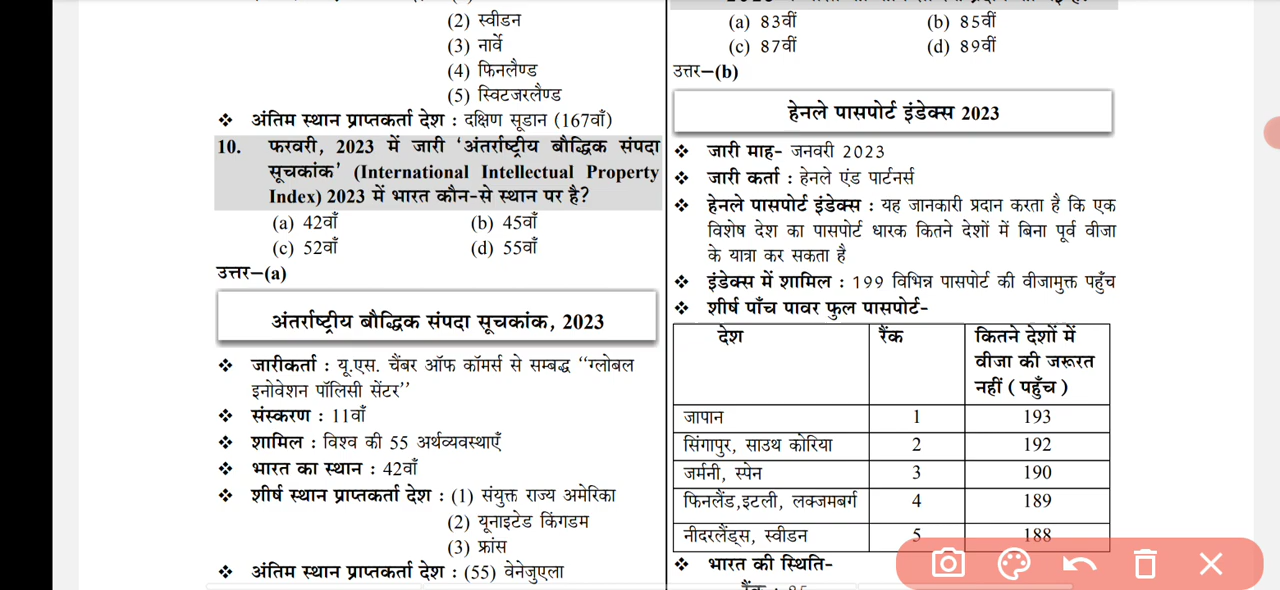 (2) स्वीडन
(3) नार्वे
(4) फिनलैण्ड
(5) स्विटजरलैण्ड
❖ अंतिम स्थान प्राप्तकर्ता देश : दक्षिण सूडान (167वाँ)
10. फरवरी, 2023 में जारी ‘अंतर्राष्ट्रीय बौद्धिक संपदा
सूचकांक’ (International Intellectual Property
Index) 2023 में भारत कौन-से स्थान पर है?
(a) 42वाँ (b) 45वाँ
(c) 52वाँ (d) 55वाँ
उत्तर–(a)
अंतर्राष्ट्रीय बौद्धिक संपदा सूचकांक, 2023
❖ जारीकर्ता : यू.एस. चैंबर ऑफ कॉमर्स से सम्बद्ध “ग्लोबल
इनोवेशन पॉलिसी सेंटर”
❖ संस्करण : 11वाँ
❖ शामिल : विश्व की 55 अर्थव्यवस्थाएँ
❖ भारत का स्थान : 42वाँ
❖ शीर्ष स्थान प्राप्तकर्ता देश : (1) संयुक्त राज्य अमेरिका
(2) यूनाइटेड किंगडम
(3) फ्रांस
❖ अंतिम स्थान प्राप्तकर्ता देश : (55) वेनेजुएला
(a) 83वीं (b) 85वीं
(c) 87वीं (d) 89वीं
उत्तर–(b)
हेनले पासपोर्ट इंडेक्स 2023
❖ जारी माह- जनवरी 2023
❖ जारी कर्ता : हेनले एंड पार्टनर्स
❖ हेनले पासपोर्ट इंडेक्स : यह जानकारी प्रदान करता है कि एक
विशेष देश का पासपोर्ट धारक कितने देशों में बिना पूर्व वीजा
के यात्रा कर सकता है
❖ इंडेक्स में शामिल : 199 विभिन्न पासपोर्ट की वीजामुक्त पहुँच
❖ शीर्ष पाँच पावर फुल पासपोर्ट-
देश रैंक कितने देशों में
वीजा की जरूरत
नहीं ( पहुँच )
जापान 1 193
सिंगापुर, साउथ कोरिया 2 192
जर्मनी, स्पेन 3 190
फिनलैंड,इटली, लक्जमबर्ग 4 189
नीदरलैंड्स, स्वीडन 5 188
❖ भारत की स्थिति-